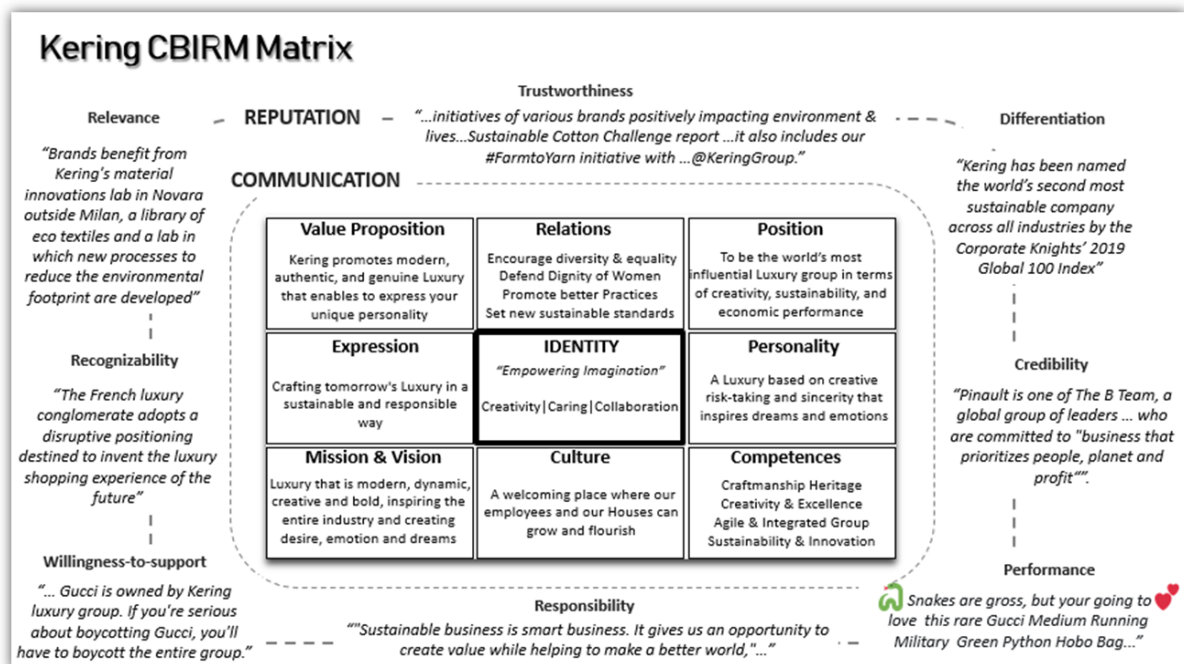 Kering CBIRM Matrix
Trustworthiness
Relevance
REPUTATION
"...initiatives of various brands positively impacting environment &
lives...Sustainable Cotton Challenge report ...it also includes our
#FarmtoYarn initiative with ...@KeringGroup."
Differentiation
"Brands benefit from
Kering's material
innovations lab in Novara
outside Milan, a library of
eco textiles and a lab in
which new processes to
reduce the environmental
footprint are developed"
COMMUNICATION
"Kering has been named
the world's second most
sustainable company
across all industries by the
Corporate Knights' 2019
Global 100 Index"
Value Proposition
Kering promotes modern,
authentic, and genuine Luxury
that enables to express your
unique personality
Relations
Encourage diversity & equality
Defend Dignity of Women
Promote better Practices
Set new sustainable standards
Position
To be the world's most
influential Luxury group in terms
of creativity, sustainability, and
economic performance
Recognizability
"The French luxury
conglomerate adopts a
disruptive positioning
destined to invent the luxury
shopping experience of the
future"
Expression
Crafting tomorrow's Luxury in a
sustainable and responsible
way
IDENTITY
"Empowering Imagination"
Creativity|Caring|Collaboration
Personality
A Luxury based on creative
risk-taking and sincerity that
inspires dreams and emotions
Credibility
"Pinault is one of The B Team, a
global group of leaders ... who
are committed to "business that
prioritizes people, planet and
profit"".
Mission & Vision
Luxury that is modern, dynamic,
creative and bold, inspiring the
entire industry and creating
desire, emotion and dreams
Culture
A welcoming place where our
employees and our Houses can
grow and flourish
Competences
Craftmanship Heritage
Creativity & Excellence
Agile & Integrated Group
Sustainability & Innovation
Willingness-to-support
"... Gucci is owned by Kering
luxury group. If you're serious
about boycotting Gucci, you'll
have to boycott the entire group."
Responsibility
""Sustainable business is smart business. It gives us an opportunity to
create value while helping to make a better world,"..."
Performance
Snakes are gross, but your going to
love this rare Gucci Medium Running
Military Green Python Hobo Bag..."